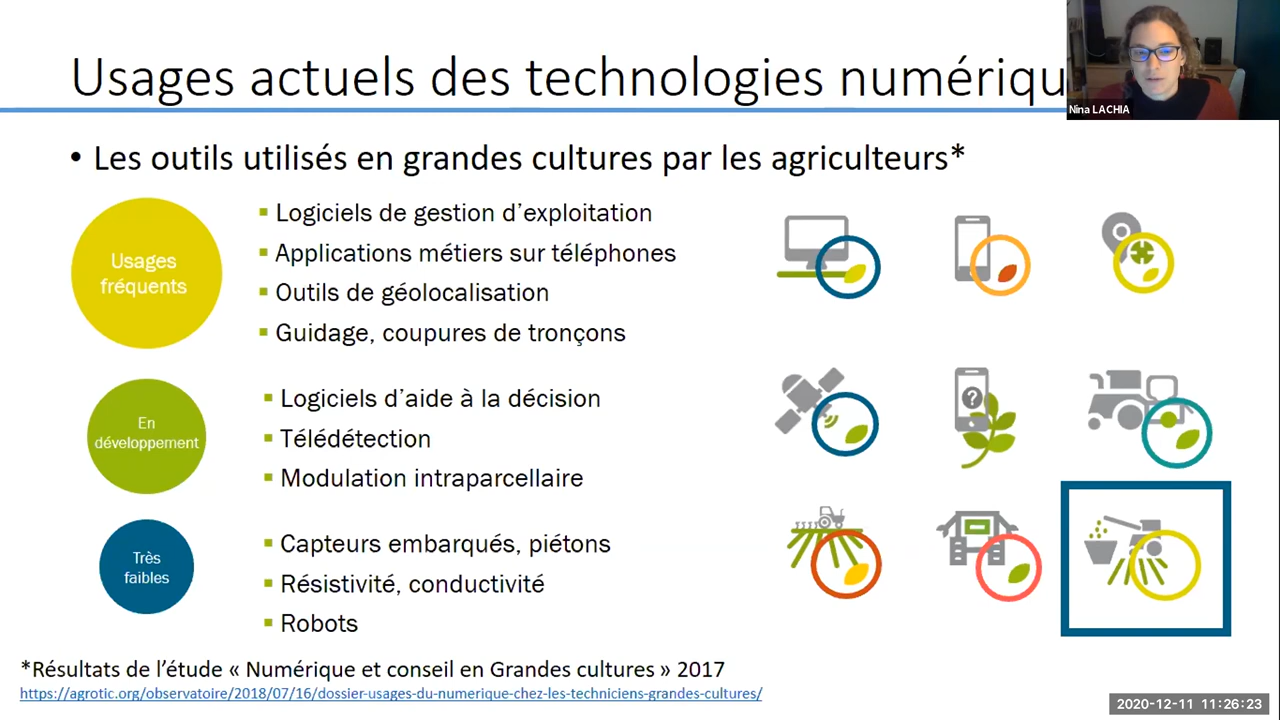 Usages actuels des technologies numériqu
Nina LACHIA
• Les outils utilisés en grandes cultures par les agriculteurs*
Usages
fréquents
▪ Logiciels de gestion d’exploitation
▪ Applications métiers sur téléphones
▪ Outils de géolocalisation
▪ Guidage, coupures de tronçons
En
développement
▪ Logiciels d’aide à la décision
▪ Télédétection
▪ Modulation intraparcellaire
?
Très
faibles
▪ Capteurs embarqués, piétons
▪ Résistivité, conductivité
▪ Robots
*Résultats de l’étude « Numérique et conseil en Grandes cultures » 2017
https://agrotic.org/observatoire/2018/07/16/dossier-usages-du-numerique-chez-les-techniciens-grandes-cultures/
2020-12-11 11:26:23